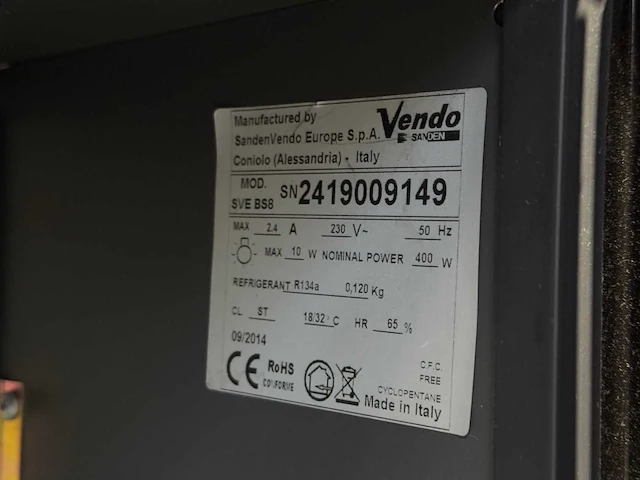 Manufactured by
SandenVendo Europe S.p.A.
Coniolo (Alessandria) - Italy
Vendo
SANDEN
MOD.
SVE BS8
SN2419009149
MAX 2.4 A 230 V~ 50 Hz
MAX 10 W NOMINAL POWER 400 W
REFRIGERANT R134a 0,120 Kg
CL ST 18/32 °C HR 65 %
09/2014
CE
RoHS
CONFORME
C.F.C.
FREE
CYCLOPENTANE
Made in Italy